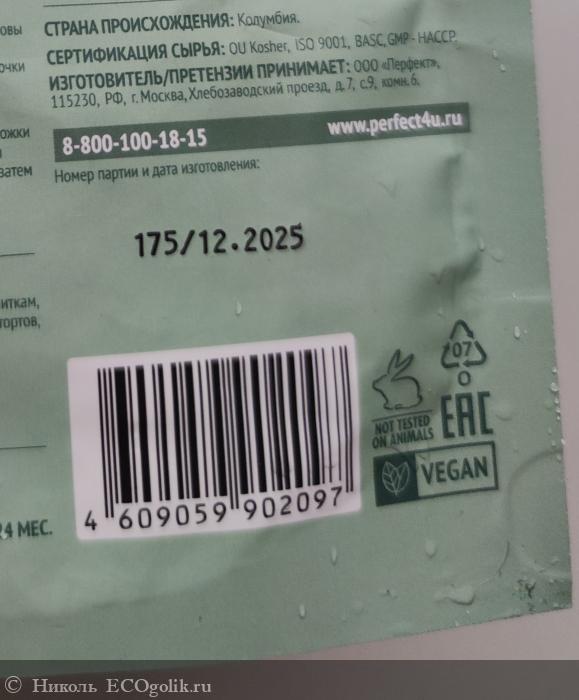 СТРАНА ПРОИСХОЖДЕНИЯ: Колумбия.
СЕРТИФИКАЦИЯ СЫРЬЯ: OU Kosher, ISO 9001, BASC, GMP - HACCP.
ИЗГОТОВИТЕЛЬ/ПРЕТЕНЗИИ ПРИНИМАЕТ: ООО «Перфект»,
115230, РФ, г. Москва, Хлебозаводский проезд, д.7, с.9, комн.6.
8-800-100-18-15
www.perfect4u.ru
Номер партии и дата изготовления:
175/12.2025
07
O
NOT TESTED
ON ANIMALS
EAC
VEGAN
4 609059 902097
24 МЕС.
© Николь ECOgolik.ru